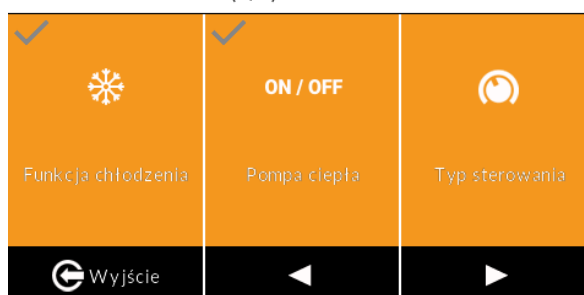 ON / OFF
Funkcja chłodzenia
Pompa ciepła
Typ sterowania
Wyjście